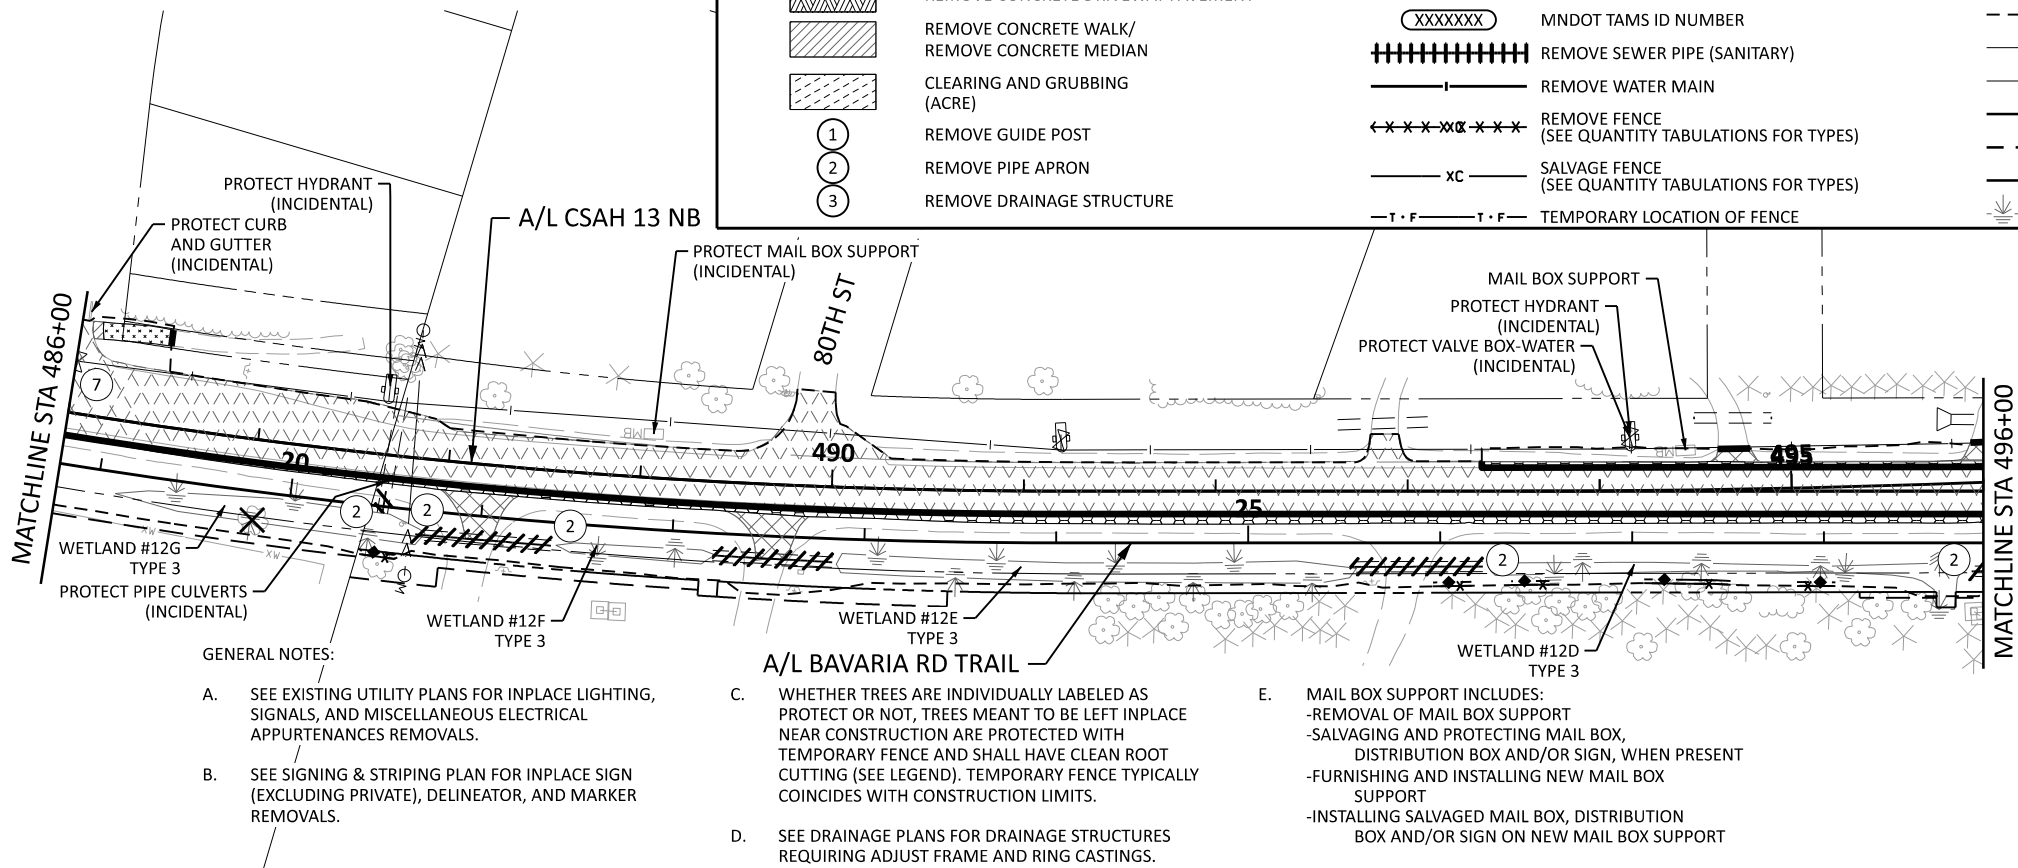 REMOVE CONCRETE WALK/
REMOVE CONCRETE MEDIAN
CLEARING AND GRUBBING
(ACRE)
1 REMOVE GUIDE POST
2 REMOVE PIPE APRON
3 REMOVE DRAINAGE STRUCTURE
XXXXXXX MNDOT TAMS ID NUMBER
REMOVE SEWER PIPE (SANITARY)
REMOVE WATER MAIN
REMOVE FENCE
(SEE QUANTITY TABULATIONS FOR TYPES)
XC SALVAGE FENCE
(SEE QUANTITY TABULATIONS FOR TYPES)
T·F T·F TEMPORARY LOCATION OF FENCE
PROTECT HYDRANT
(INCIDENTAL)
PROTECT CURB
AND GUTTER
(INCIDENTAL)
A/L CSAH 13 NB
PROTECT MAIL BOX SUPPORT
(INCIDENTAL)
80TH ST
MAIL BOX SUPPORT
PROTECT HYDRANT
(INCIDENTAL)
PROTECT VALVE BOX-WATER
(INCIDENTAL)
MATCHLINE STA 486+00
7
MB
MB
20
490
495
25
2
2
2
2
2
MATCHLINE STA 496+00
WETLAND #12G
TYPE 3
PROTECT PIPE CULVERTS
(INCIDENTAL)
WETLAND #12F
TYPE 3
WETLAND #12E
TYPE 3
WETLAND #12D
TYPE 3
A/L BAVARIA RD TRAIL
GENERAL NOTES:
A. SEE EXISTING UTILITY PLANS FOR INPLACE LIGHTING,
SIGNALS, AND MISCELLANEOUS ELECTRICAL
APPURTENANCES REMOVALS.
B. SEE SIGNING & STRIPING PLAN FOR INPLACE SIGN
(EXCLUDING PRIVATE), DELINEATOR, AND MARKER
REMOVALS.
C. WHETHER TREES ARE INDIVIDUALLY LABELED AS
PROTECT OR NOT, TREES MEANT TO BE LEFT INPLACE
NEAR CONSTRUCTION ARE PROTECTED WITH
TEMPORARY FENCE AND SHALL HAVE CLEAN ROOT
CUTTING (SEE LEGEND). TEMPORARY FENCE TYPICALLY
COINCIDES WITH CONSTRUCTION LIMITS.
D. SEE DRAINAGE PLANS FOR DRAINAGE STRUCTURES
REQUIRING ADJUST FRAME AND RING CASTINGS.
E. MAIL BOX SUPPORT INCLUDES:
-REMOVAL OF MAIL BOX SUPPORT
-SALVAGING AND PROTECTING MAIL BOX,
DISTRIBUTION BOX AND/OR SIGN, WHEN PRESENT
-FURNISHING AND INSTALLING NEW MAIL BOX
SUPPORT
-INSTALLING SALVAGED MAIL BOX, DISTRIBUTION
BOX AND/OR SIGN ON NEW MAIL BOX SUPPORT